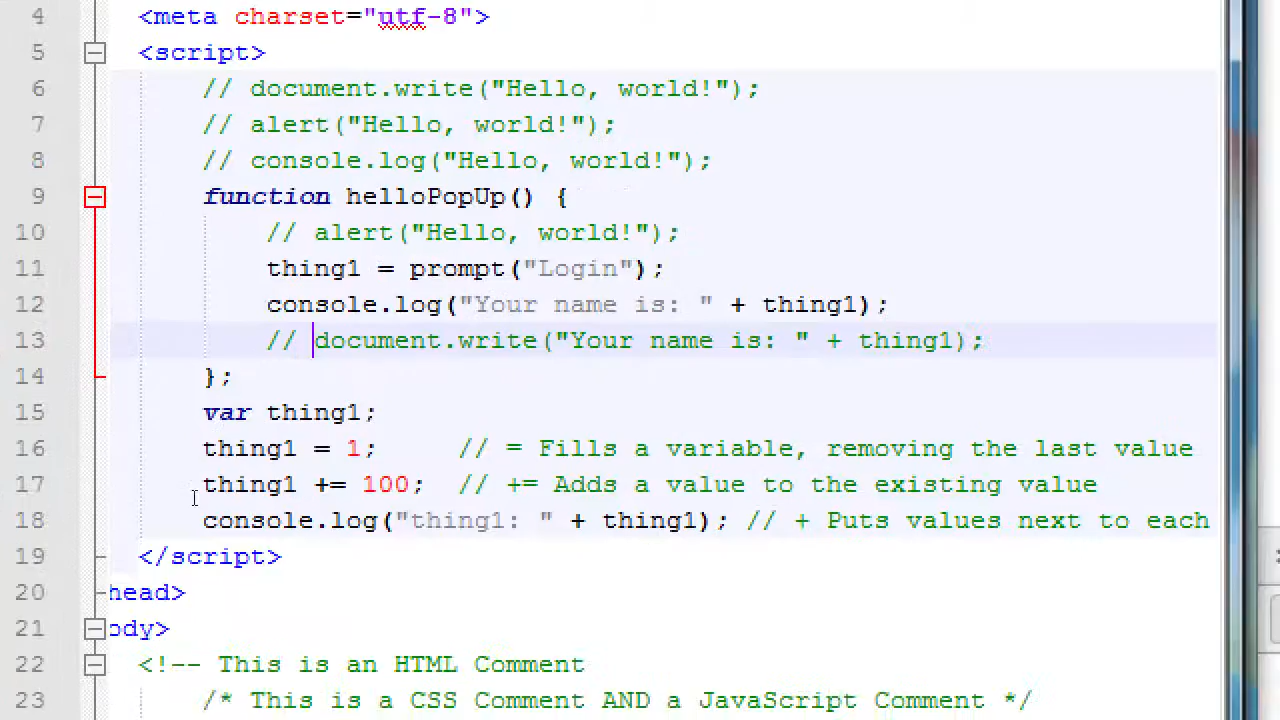 4 <meta charset="utf-8">
5 <script>
6 // document.write("Hello, world!");
7 // alert("Hello, world!");
8 // console.log("Hello, world!");
9 function helloPopUp() {
10 // alert("Hello, world!");
11 thing1 = prompt("Login");
12 console.log("Your name is: " + thing1);
13 // document.write("Your name is: " + thing1);
14 };
15 var thing1;
16 thing1 = 1; // = Fills a variable, removing the last value
17 thing1 += 100; // += Adds a value to the existing value
18 console.log("thing1: " + thing1); // + Puts values next to each
19 </script>
20 head>
21 ody>
22 <!-- This is an HTML Comment
23 /* This is a CSS Comment AND a JavaScript Comment */